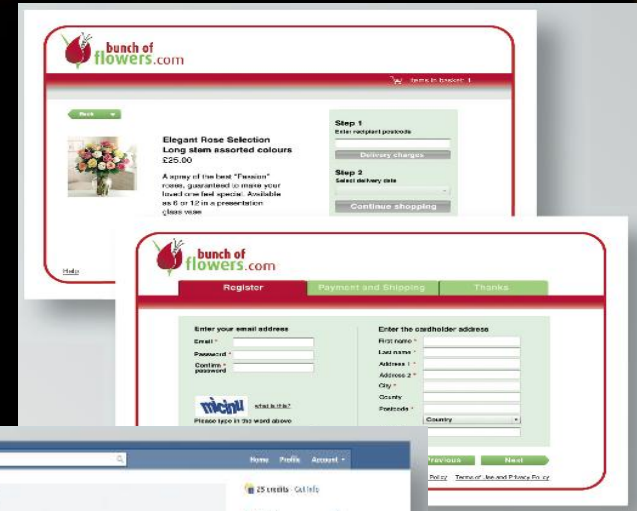 bunch of
flowers.com
items in basket: 1
Back
Elegant Rose Selection
Long stem assorted colours
£25.00
A spray of the best "Passion"
roses, guaranteed to make your
loved one feel special. Available
as 6 or 12 in a presentation
glass vase
Step 1
Enter recipient postcode
Delivery charges
Step 2
Select delivery date
Continue shopping
Help
bunch of
flowers.com
Register
Payment and Shipping
Thanks
Enter your email address
Email *
Password *
Confirm *
password
what is this?
Please type in the word above
Enter the cardholder address
First name *
Last name *
Address 1 *
Address 2 *
City *
County
Postcode *
Country
Previous
Next
Policy
Terms of Use and Privacy Policy
Home
Profile
Account
25 credits - Get Info